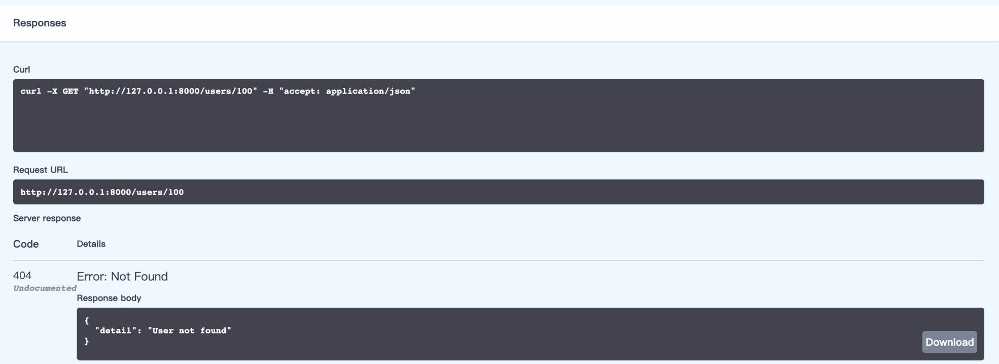 Responses
Curl
curl -X GET "http://127.0.0.1:8000/users/100" -H "accept: application/json"
Request URL
http://127.0.0.1:8000/users/100
Server response
Code Details
404 Error: Not Found
Undocumented
Response body
{
  "detail": "User not found"
}
Download